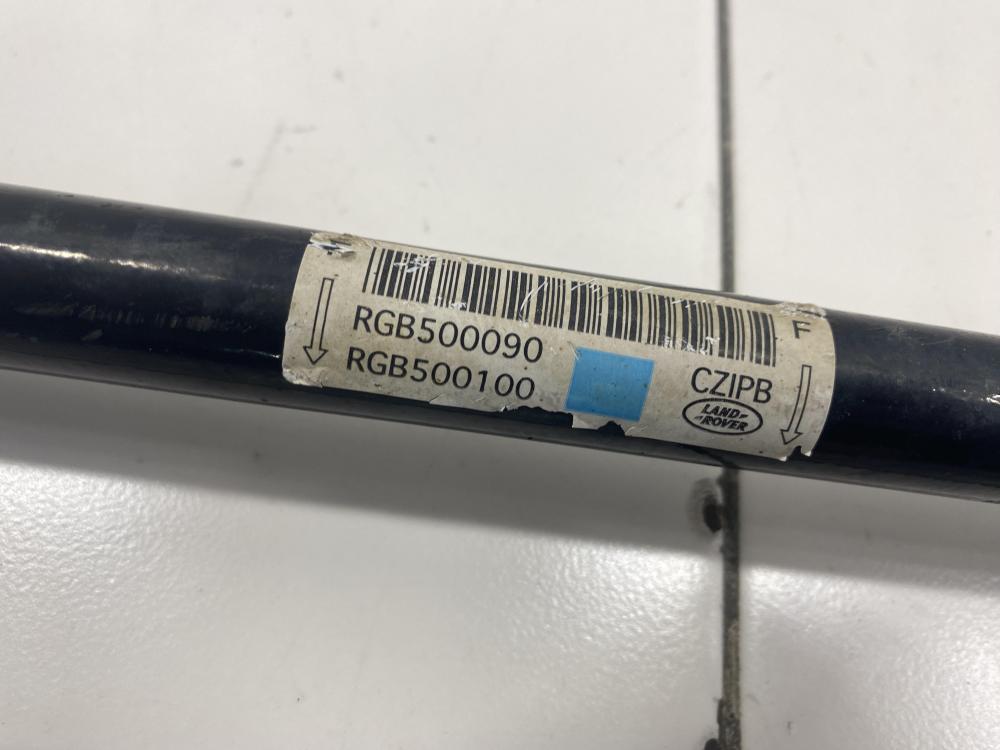 F
RGB500090
RGB500100
CZIPB
LAND
ROVER